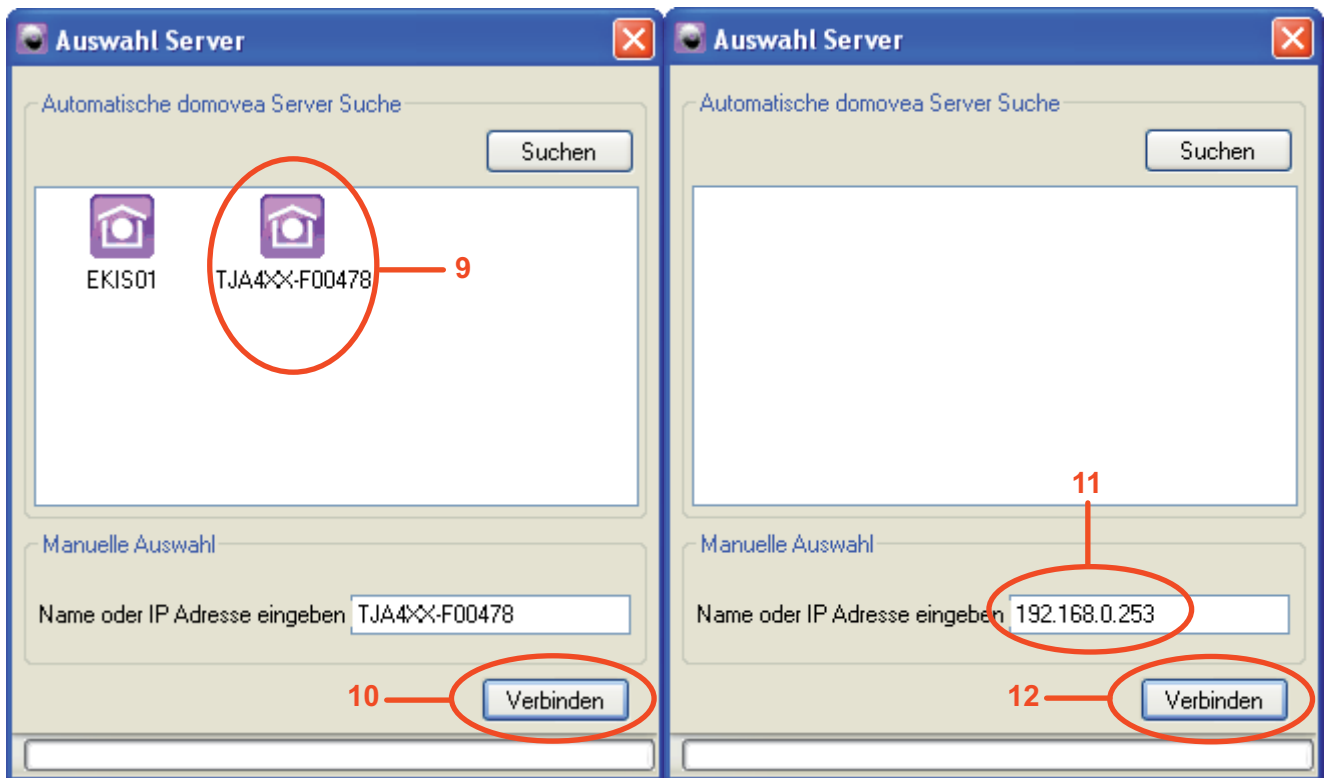 Auswahl Server
Automatische domovea Server Suche
Suchen
EKIS01
TJA4XX-F00478
9
Manuelle Auswahl
Name oder IP Adresse eingeben TJA4XX-F00478
10
Verbinden
Auswahl Server
Automatische domovea Server Suche
Suchen
11
Manuelle Auswahl
Name oder IP Adresse eingeben 192.168.0.253
12
Verbinden